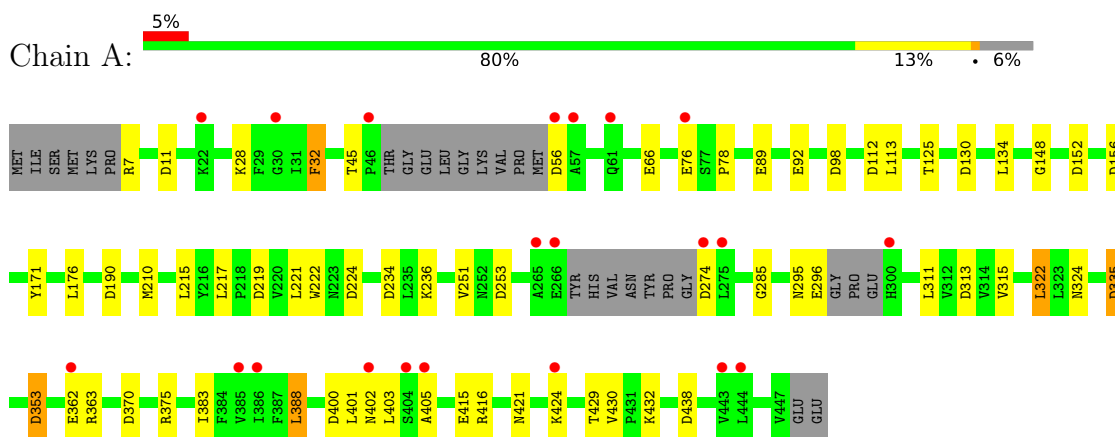 5%
Chain A:
80% 13% • 6%
MET ILE SER MET LYS PRO R7 D11 K22 K28 F29 G30 I31 F32 T45 P46 THR GLY GLU LEU GLY LYS VAL PRO MET D56 A57 Q61 E66 E76 S77 P78 E89 E92 D98 D112 L113 T125 D130 L134 G148 D152 D156
Y171 L176 D190 M210 L215 Y216 L217 P218 D219 V220 L221 W222 N223 D224 D234 L235 K236 V251 N252 D253 A265 E266 TYR HIS VAL ASN TYR PRO GLY D274 L275 G285 N295 E296 GLY PRO GLU H300 L311 V312 D313 V314 V315 L322 L323 N324 D335
D353 E362 R363 D370 R375 I383 F384 V385 I386 F387 L388 D400 L401 N402 L403 S404 A405 E415 R416 N421 K424 T429 V430 P431 K432 D438 V443 L444 V447 GLU GLU